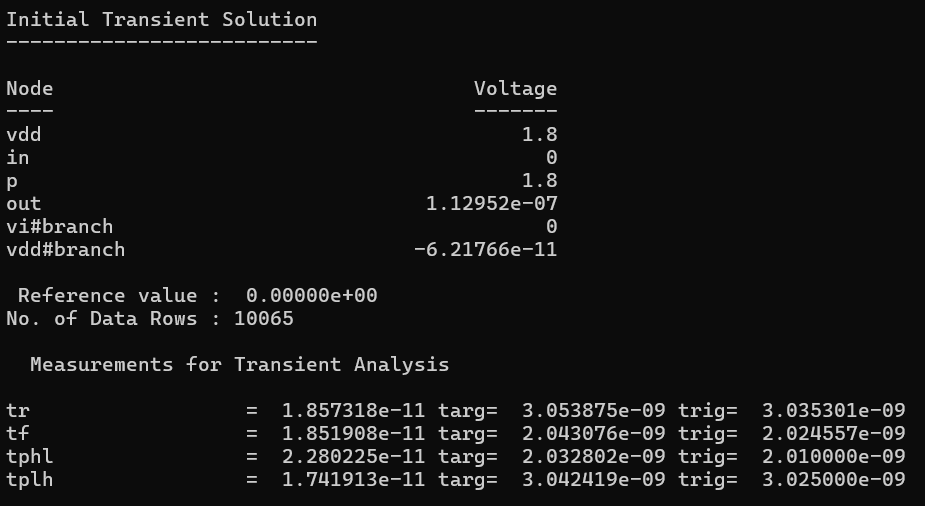 Initial Transient Solution
--------------------------
Node                                   Voltage
----                                   -------
vdd                                        1.8
in                                           0
p                                          1.8
out                                1.12952e-07
vi#branch                                    0
vdd#branch                        -6.21766e-11
 Reference value :  0.00000e+00
No. of Data Rows : 10065
  Measurements for Transient Analysis
tr                  =  1.857318e-11 targ=  3.053875e-09 trig=  3.035301e-09
tf                  =  1.851908e-11 targ=  2.043076e-09 trig=  2.024557e-09
tphl                =  2.280225e-11 targ=  2.032802e-09 trig=  2.010000e-09
tplh                =  1.741913e-11 targ=  3.042419e-09 trig=  3.025000e-09